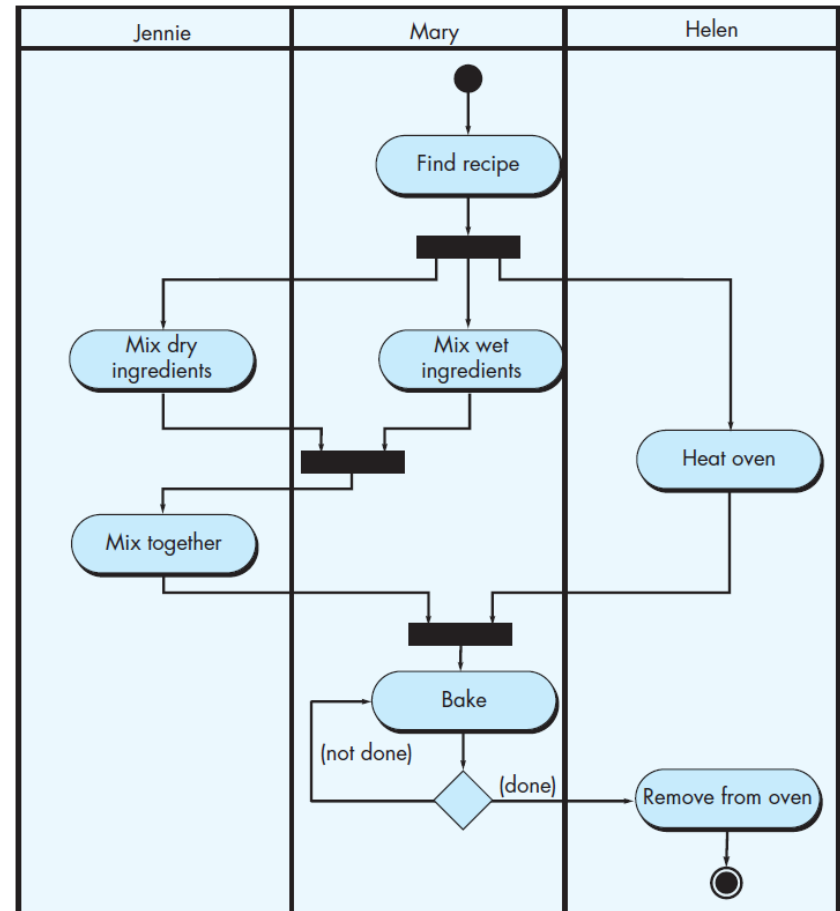 Jennie
Mary
Helen
Find recipe
Mix dry
ingredients
Mix wet
ingredients
Heat oven
Mix together
Bake
(not done)
(done)
Remove from oven